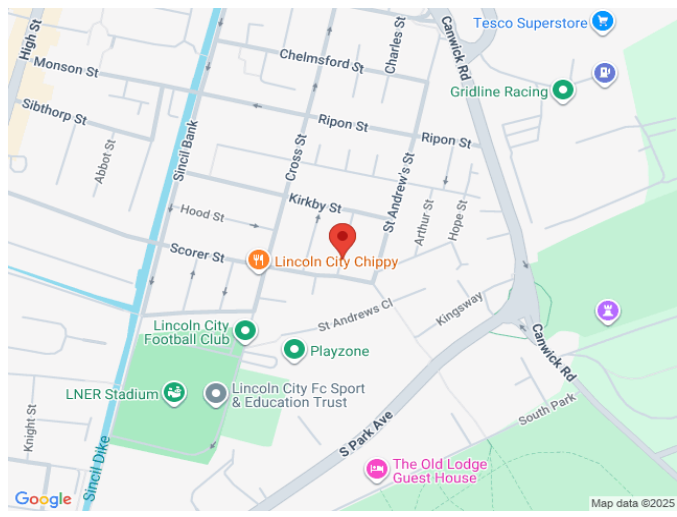 Tesco Superstore
High St
Charles St
Canwick Rd
Monson St
Chelmsford St
Gridline Racing
Sibthorp St
Ripon St
Ripon St
Abbot St
Sincil Bank
Cross St
St Andrew's St
Kirkby St
Hood St
Arthur St
Hope St
Scorer St
Lincoln City Chippy
Kingsway
St Andrews Cl
Lincoln City
Football Club
Playzone
Canwick Rd
LNER Stadium
Lincoln City Fc Sport
& Education Trust
South Park
Knight St
S Park Ave
Sincil Dike
The Old Lodge
Guest House
Google
Map data ©2025